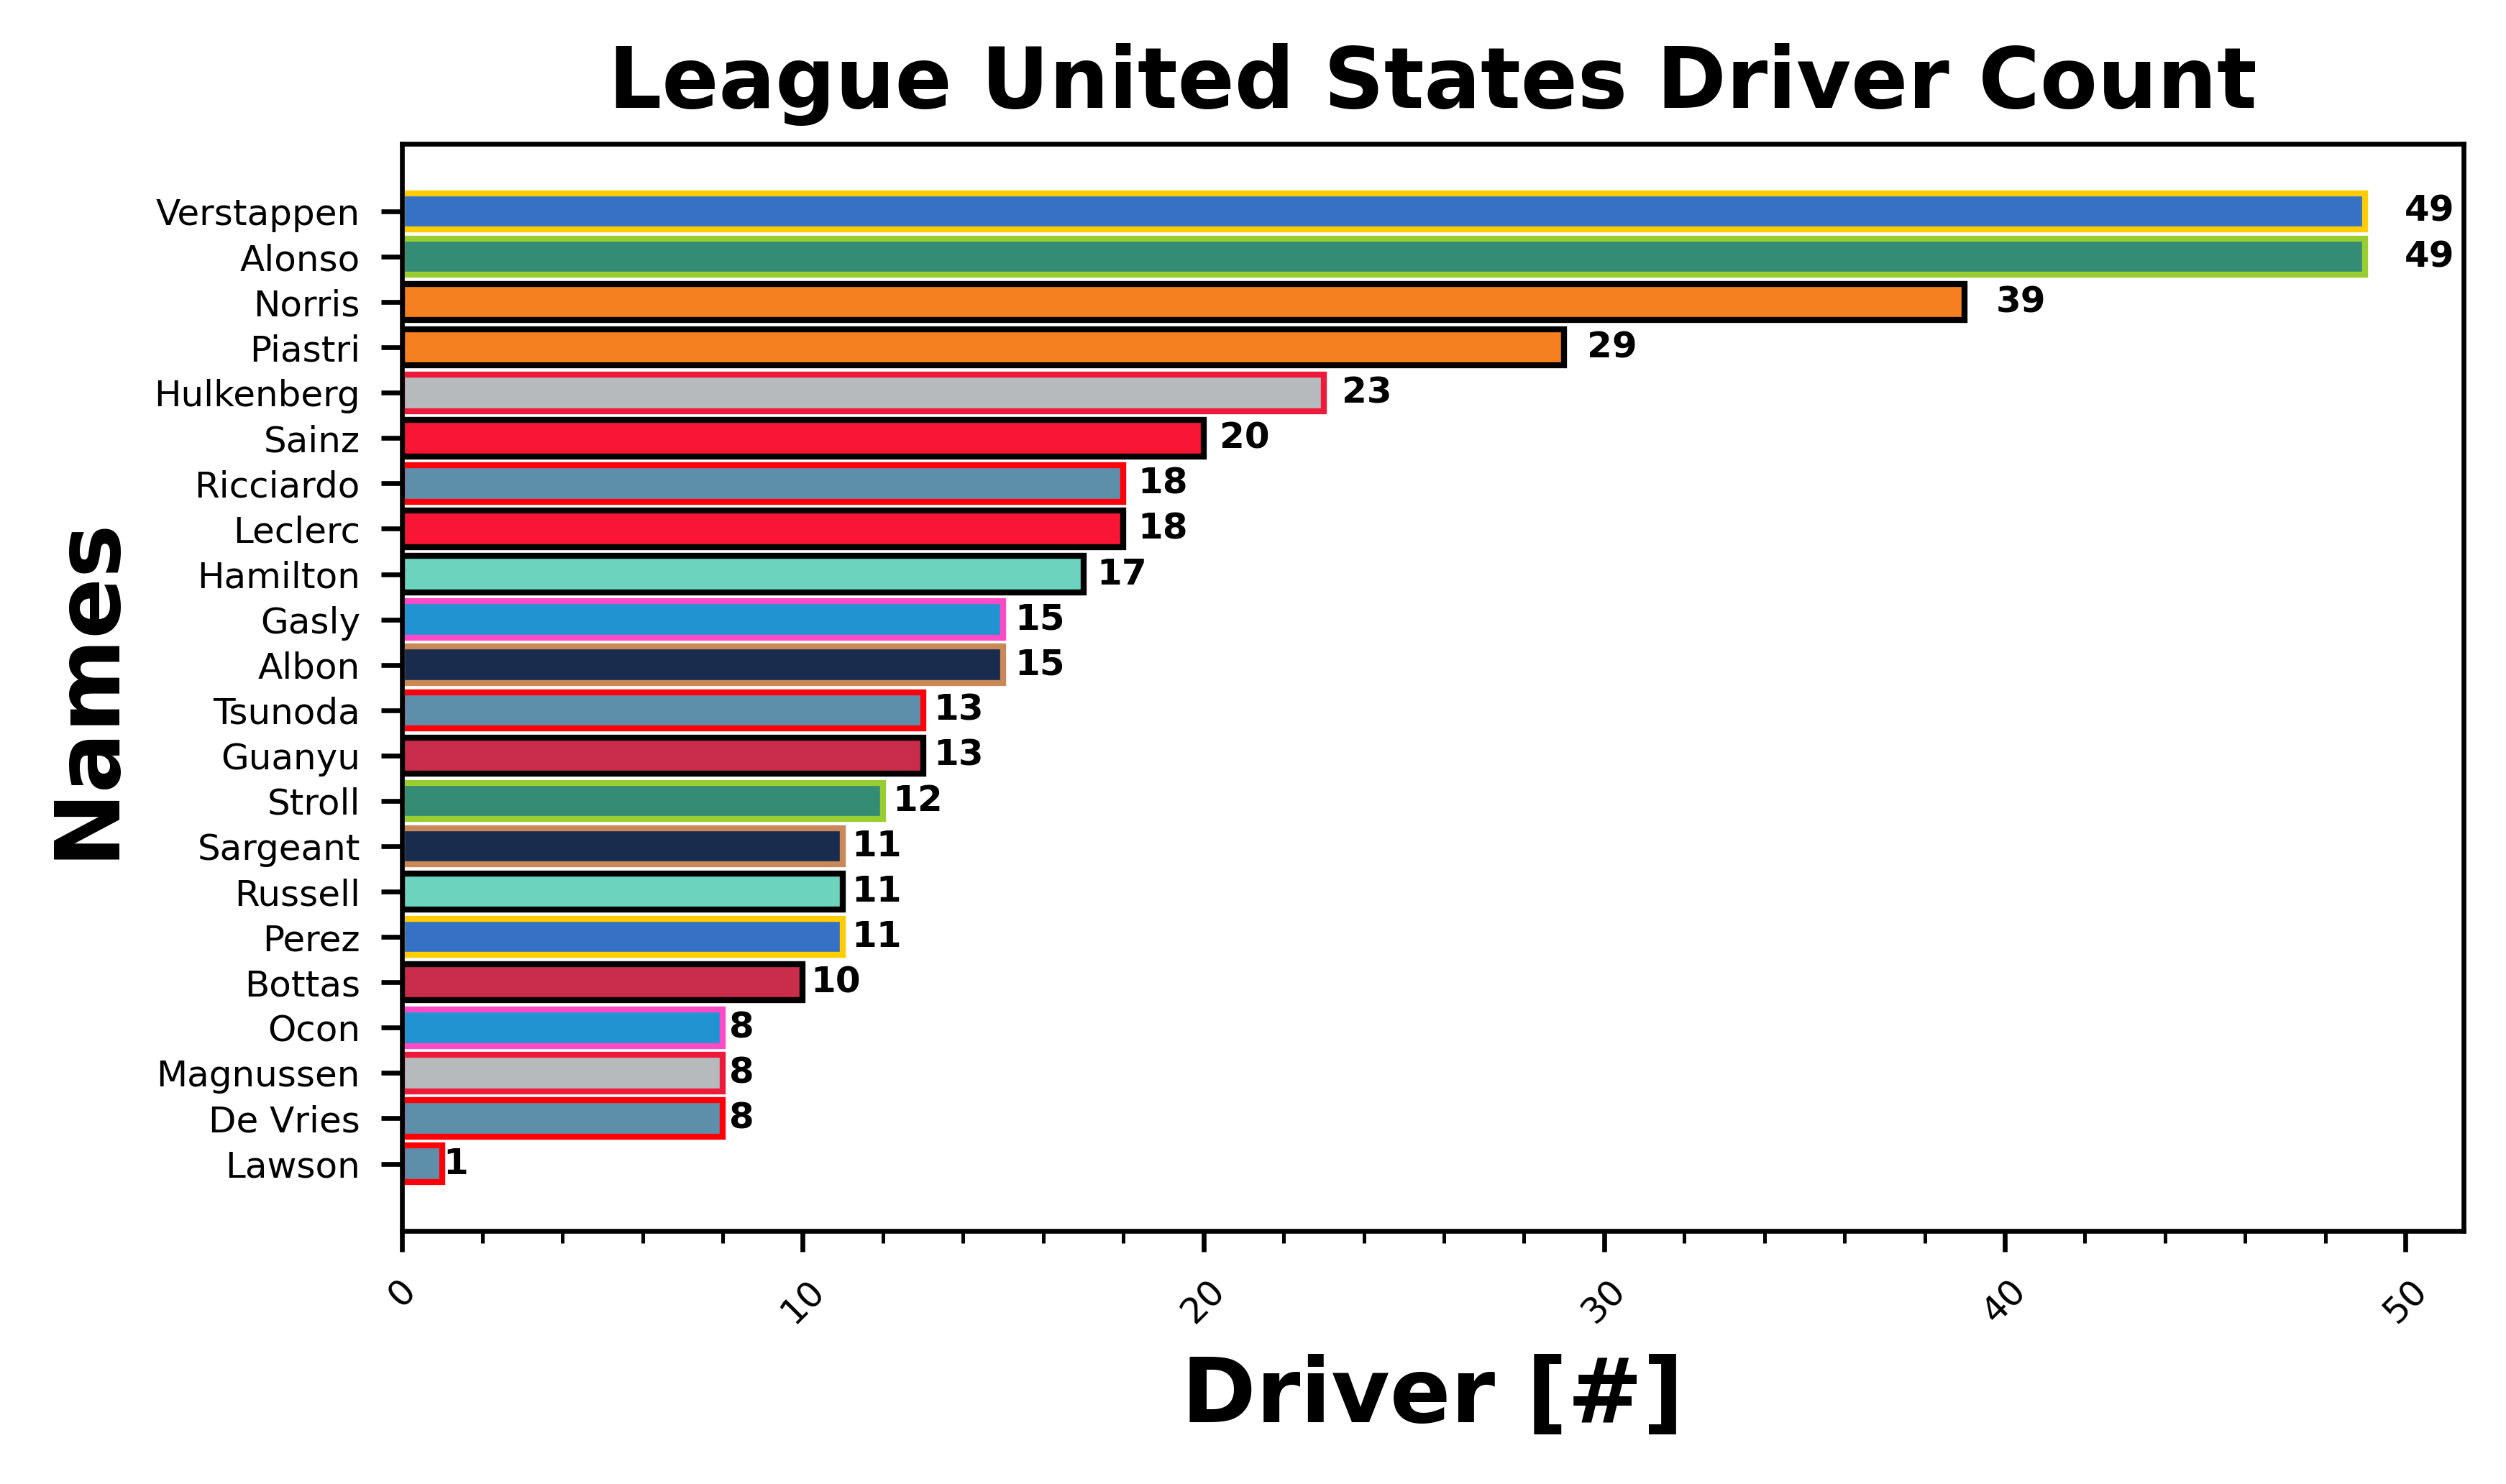 League United States Driver Count
Names
Verstappen 49
Alonso 49
Norris 39
Piastri 29
Hulkenberg 23
Sainz 20
Ricciardo 18
Leclerc 18
Hamilton 17
Gasly 15
Albon 15
Tsunoda 13
Guanyu 13
Stroll 12
Sargeant 11
Russell 11
Perez 11
Bottas 10
Ocon 8
Magnussen 8
De Vries 8
Lawson 1
0 10 20 30 40 50
Driver [#]